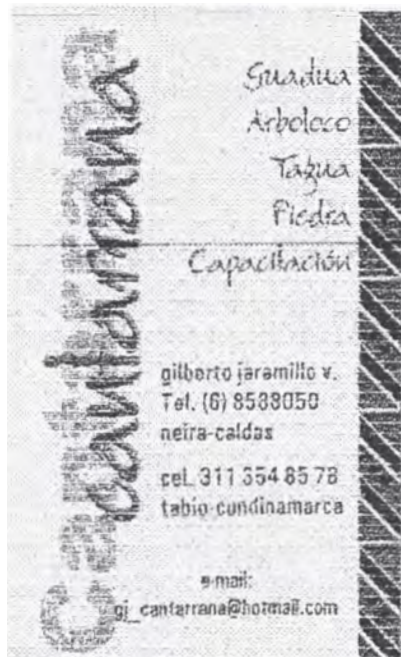 cantarrana
Guadua
Arboloco
Tagua
Piedra
Capacitación
gilberto jaramillo v.
Tel. (6) 8588050
neira-caldas
cel. 311 354 85 78
tabio-cundinamarca
e-mail:
gj_cantarrana@hotmail.com